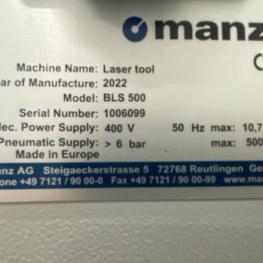 manz
Machine Name: Laser tool
ar of Manufacture: 2022
Model: BLS 500
Serial Number: 1006099
lec. Power Supply: 400 V 50 Hz max: 10,7
Pneumatic Supply: > 6 bar max: 500
Made in Europe
anz AG Steigaeckerstrasse 5 72768 Reutlingen Ge
one +49 7121 / 90 00-0 Fax +49 7121 / 90 00-99 www.man